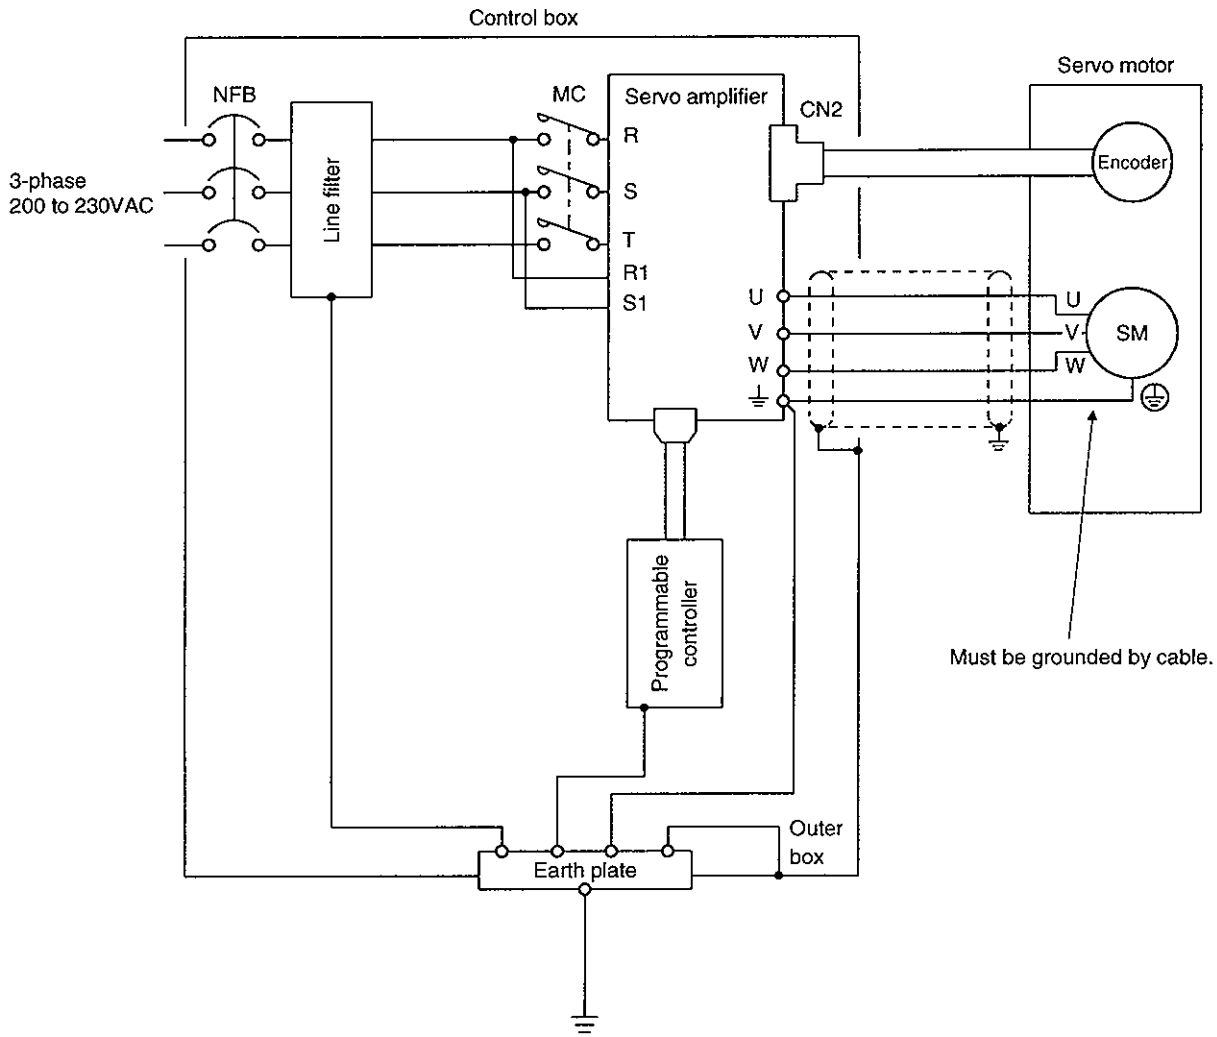 Control box
Servo motor
NFB
MC
Servo amplifier
CN2
3-phase
200 to 230VAC
Line filter
R
S
T
R1
S1
Encoder
U
V
W
U
V
W
SM
Programmable
controller
Must be grounded by cable.
Outer
box
Earth plate